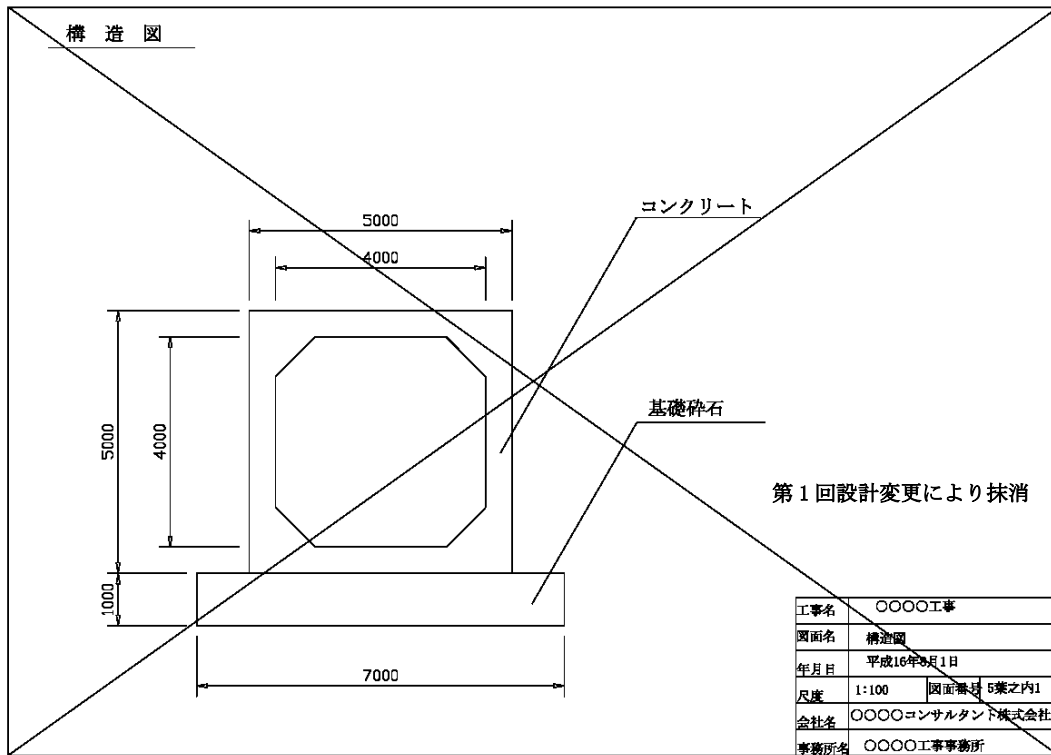 構造図
5000
コンクリート
4000
基礎砕石
5000
4000
第1回設計変更により抹消
1000
7000
工事名 ○○○○工事
図面名 構造図
年月日 平成16年8月1日
尺度 1:100 図面番号 5葉之内1
会社名 ○○○○コンサルタント株式会社
事務所名 ○○○○工事事務所